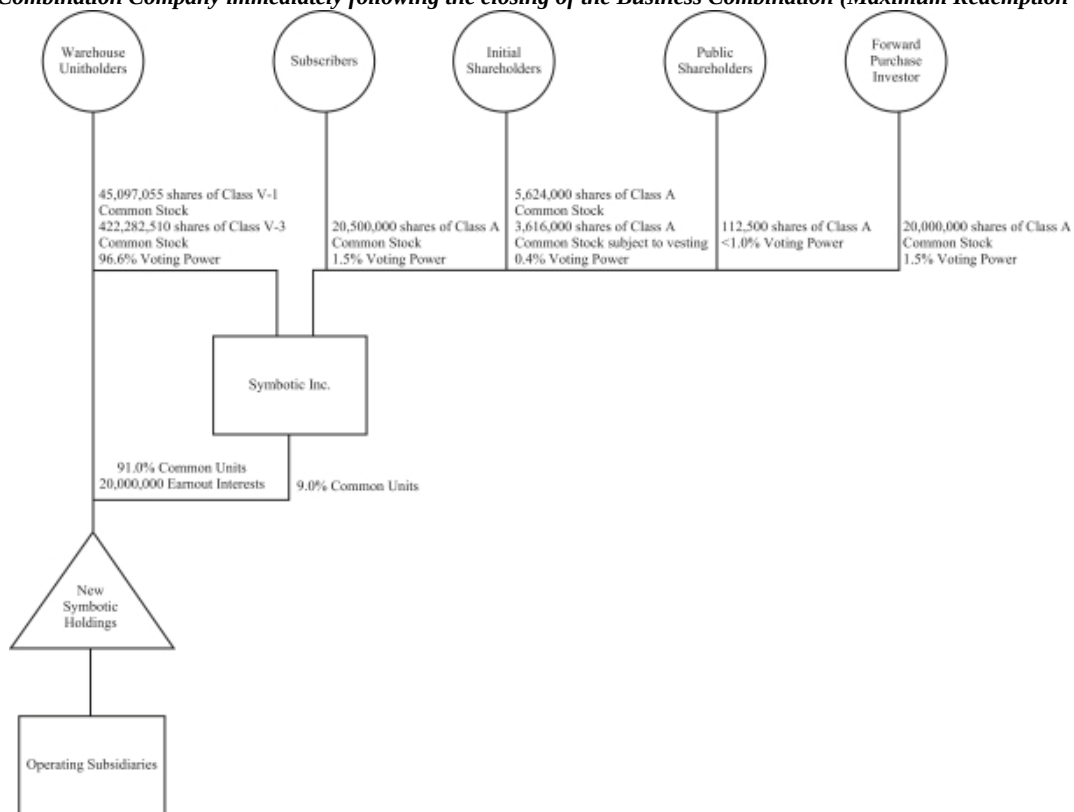 Combination Company immediately following the closing of the Business Combination (Maximum Redemption
Warehouse
Unitholders
Subscribers
Initial
Shareholders
Public
Shareholders
Forward
Purchase
Investor
45,097,055 shares of Class V-1
Common Stock
422,282,510 shares of Class V-3
Common Stock
96.6% Voting Power
20,500,000 shares of Class A
Common Stock
1.5% Voting Power
5,624,000 shares of Class A
Common Stock
3,616,000 shares of Class A
Common Stock subject to vesting
0.4% Voting Power
112,500 shares of Class A
<1.0% Voting Power
20,000,000 shares of Class A
Common Stock
1.5% Voting Power
Symbotic Inc.
91.0% Common Units
20,000,000 Earnout Interests
9.0% Common Units
New
Symbotic
Holdings
Operating Subsidiaries